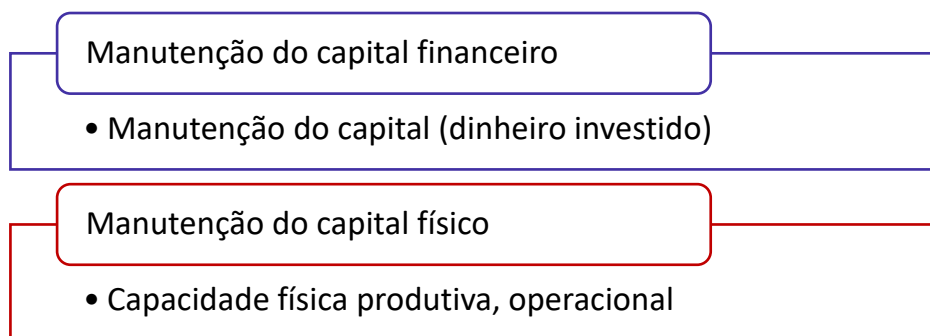 Manutenção do capital financeiro
• Manutenção do capital (dinheiro investido)
Manutenção do capital físico
• Capacidade física produtiva, operacional